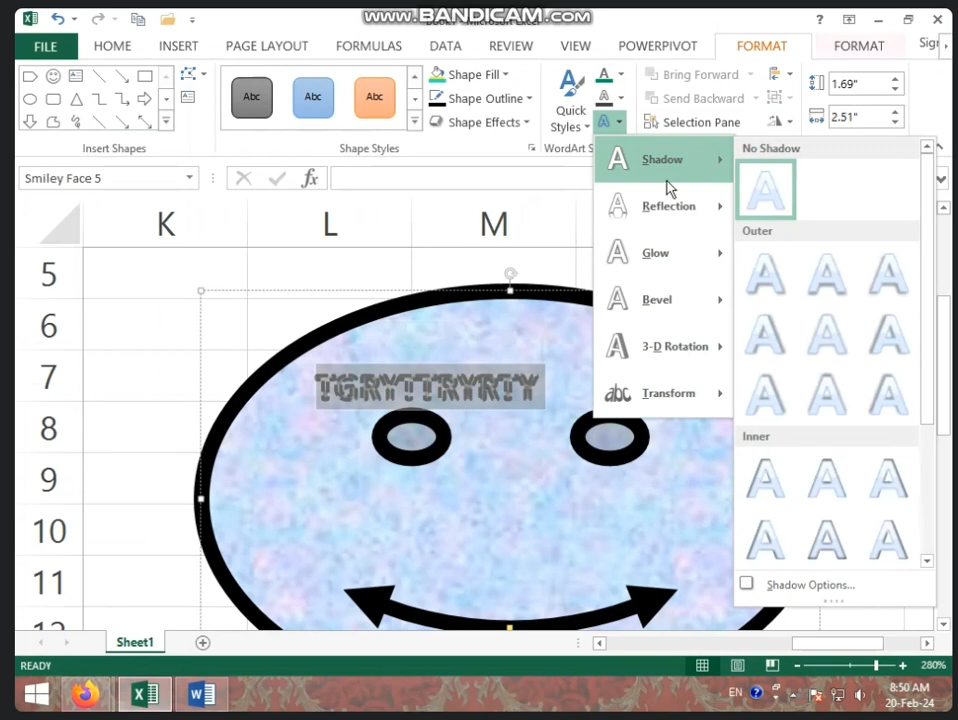 www.BANDICAM.com
FILE HOME INSERT PAGE LAYOUT FORMULAS DATA REVIEW VIEW POWERPIVOT FORMAT FORMAT
Shape Fill
Shape Outline
Shape Effects
Abc Abc Abc
Quick
Styles
Bring Forward
Send Backward
Selection Pane
1.69"
2.51"
Insert Shapes Shape Styles WordArt
Smiley Face 5
fx
Shadow
Reflection
Glow
Bevel
3-D Rotation
Transform
No Shadow
Outer
Inner
Shadow Options...
K L M
5
6
7
8
9
10
11
Sheet1
READY
280%
EN
8:50 AM
20-Feb-24